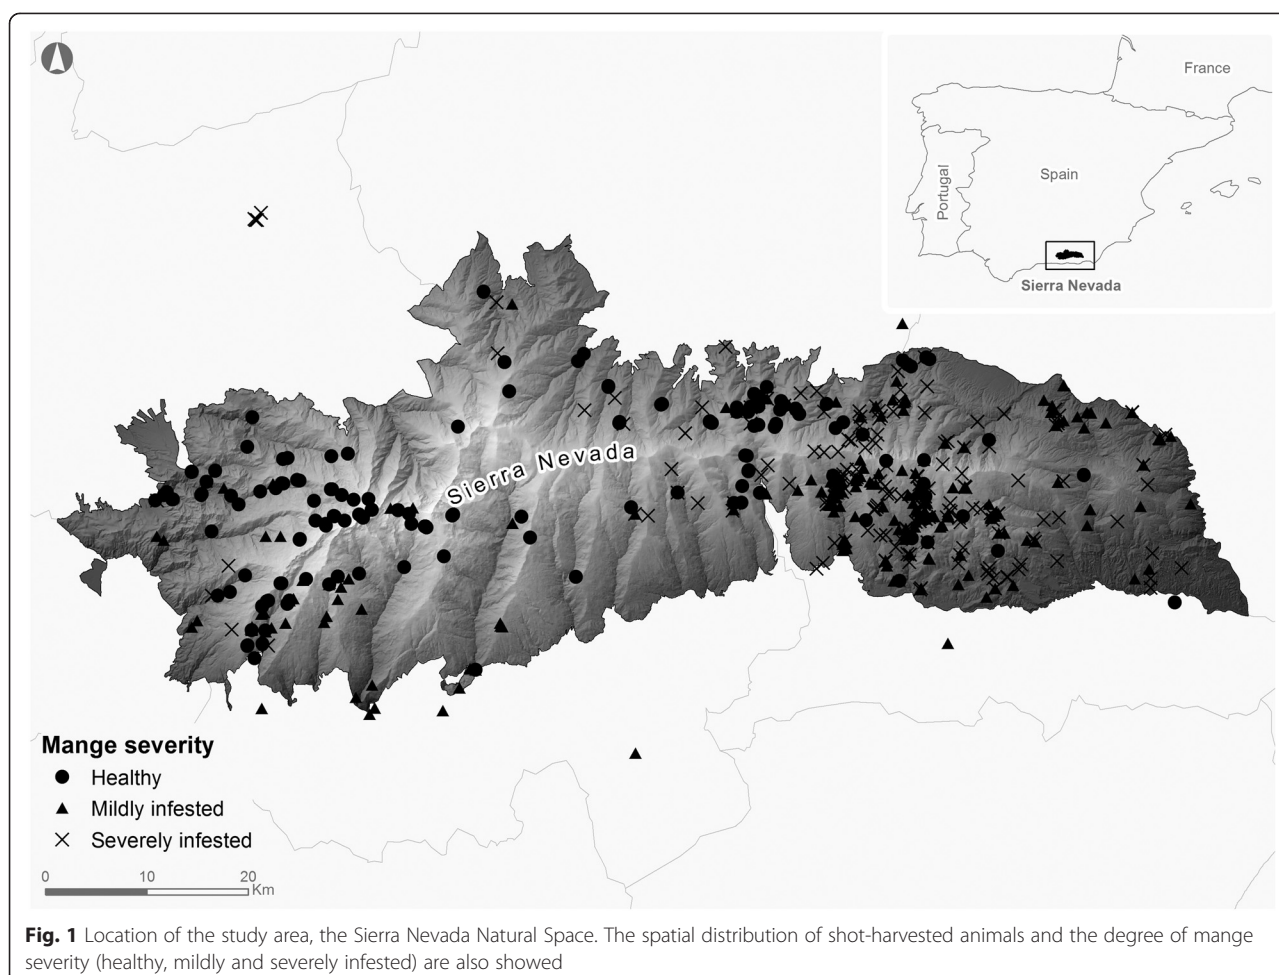 France
Portugal
Spain
Sierra Nevada
Sierra Nevada
Mange severity
Healthy
Mildly infested
Severely infested
0 10 20
Km
Fig. 1 Location of the study area, the Sierra Nevada Natural Space. The spatial distribution of shot-harvested animals and the degree of mange
severity (healthy, mildly and severely infested) are also showed